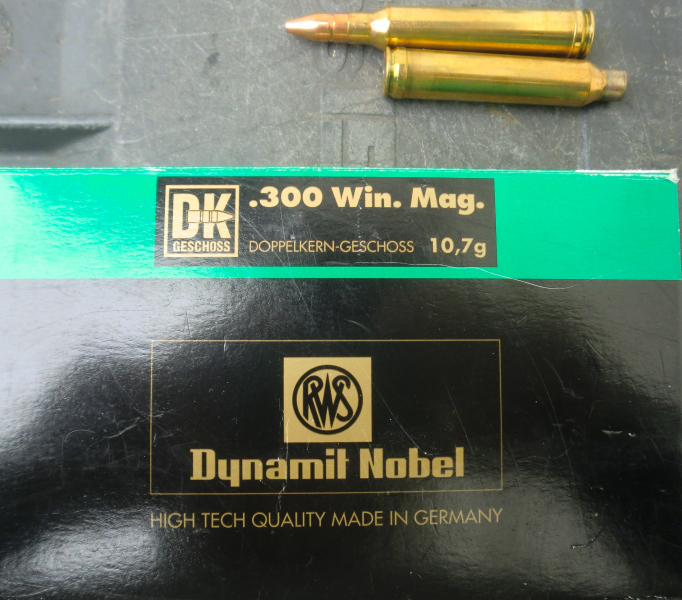 DK
GESCHOSS
.300 Win. Mag.
DOPPELKERN-GESCHOSS 10,7g
RWS
Dynamit Nobel
HIGH TECH QUALITY MADE IN GERMANY